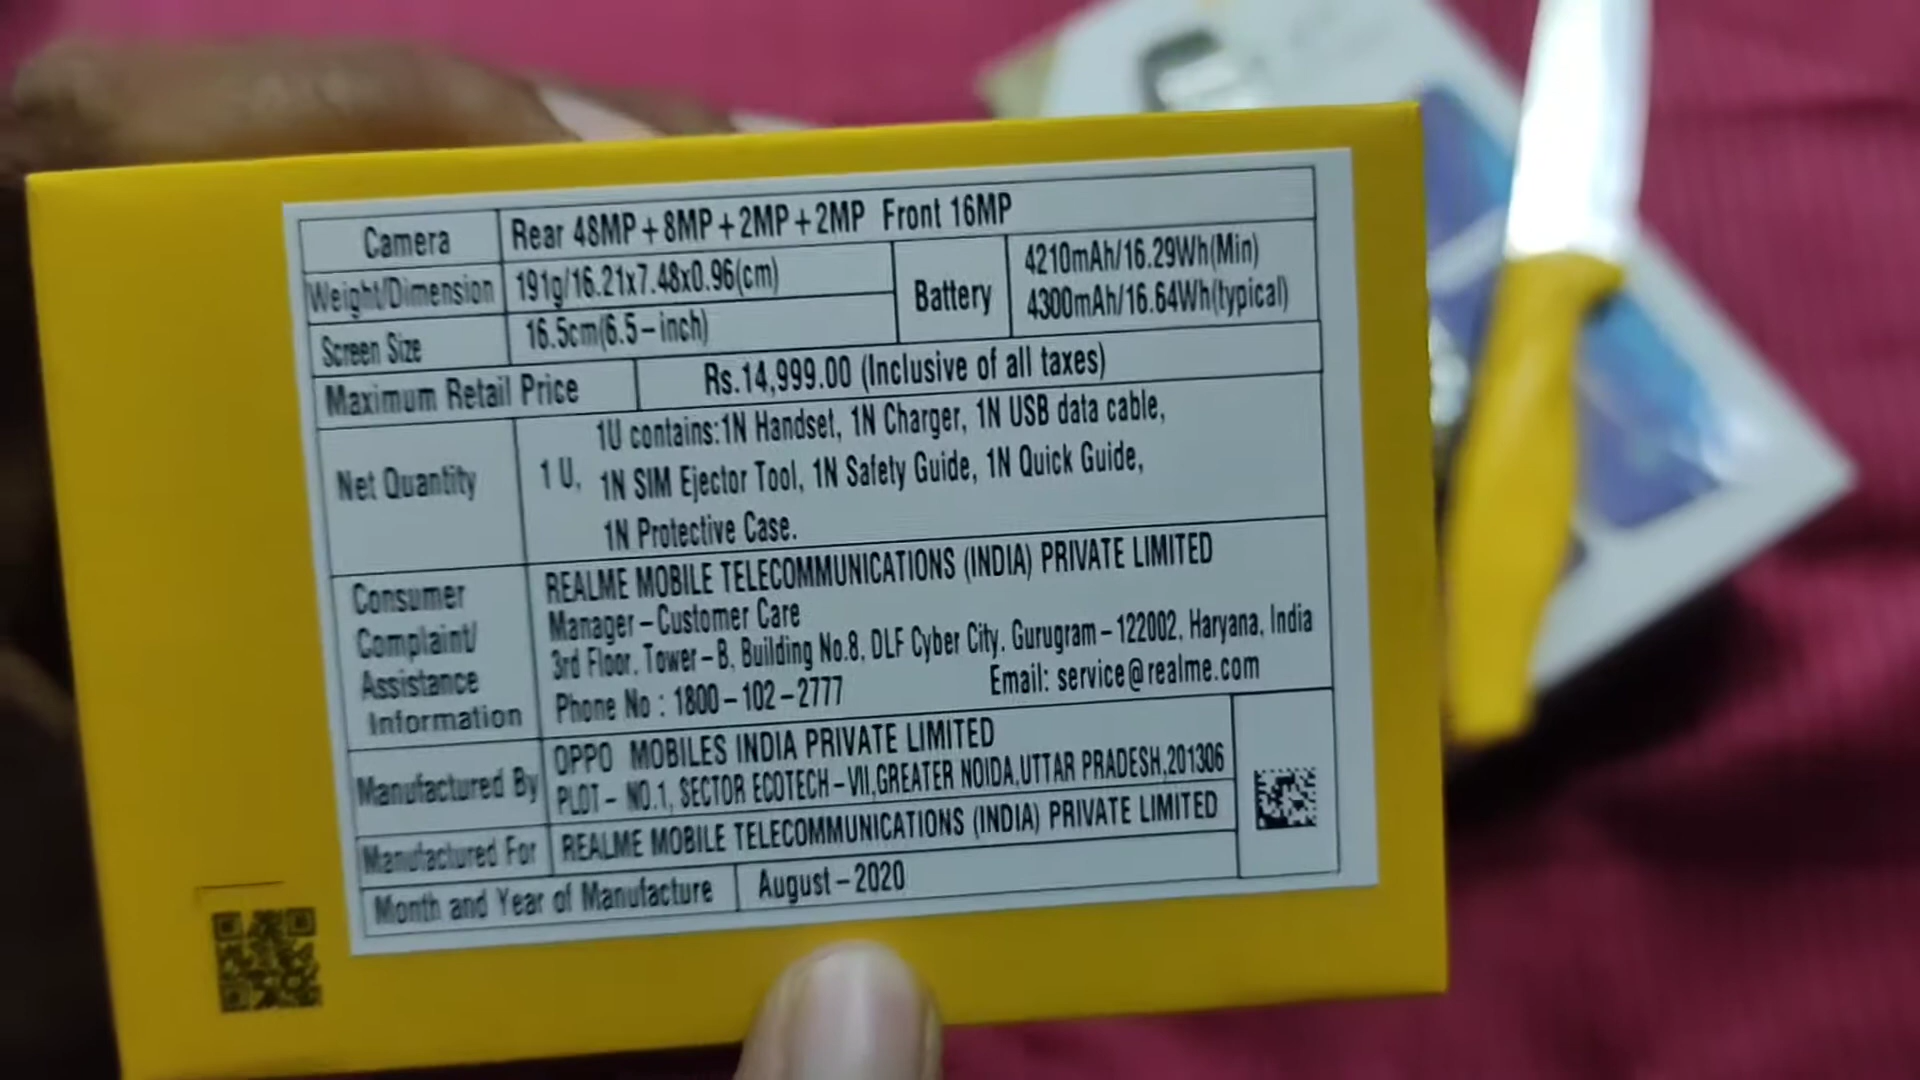 Camera Rear 48MP+8MP+2MP+2MP Front 16MP
Weight/Dimension 191g/16.21x7.48x0.96(cm)
Screen Size 16.5cm(6.5-inch)
Battery 4210mAh/16.29Wh(Min)
4300mAh/16.64Wh(typical)
Maximum Retail Price Rs.14,999.00 (Inclusive of all taxes)
Net Quantity 1 U, 1U contains:1N Handset, 1N Charger, 1N USB data cable,
1N SIM Ejector Tool, 1N Safety Guide, 1N Quick Guide,
1N Protective Case.
Consumer
Complaint/
Assistance
Information
REALME MOBILE TELECOMMUNICATIONS (INDIA) PRIVATE LIMITED
Manager-Customer Care
3rd Floor, Tower-B, Building No.8, DLF Cyber City, Gurugram-122002, Haryana, India
Phone No : 1800-102-2777 Email: service@realme.com
Manufactured By OPPO MOBILES INDIA PRIVATE LIMITED
PLOT- NO.1, SECTOR ECOTECH-VII,GREATER NOIDA,UTTAR PRADESH,201306
Manufactured For REALME MOBILE TELECOMMUNICATIONS (INDIA) PRIVATE LIMITED
Month and Year of Manufacture August-2020